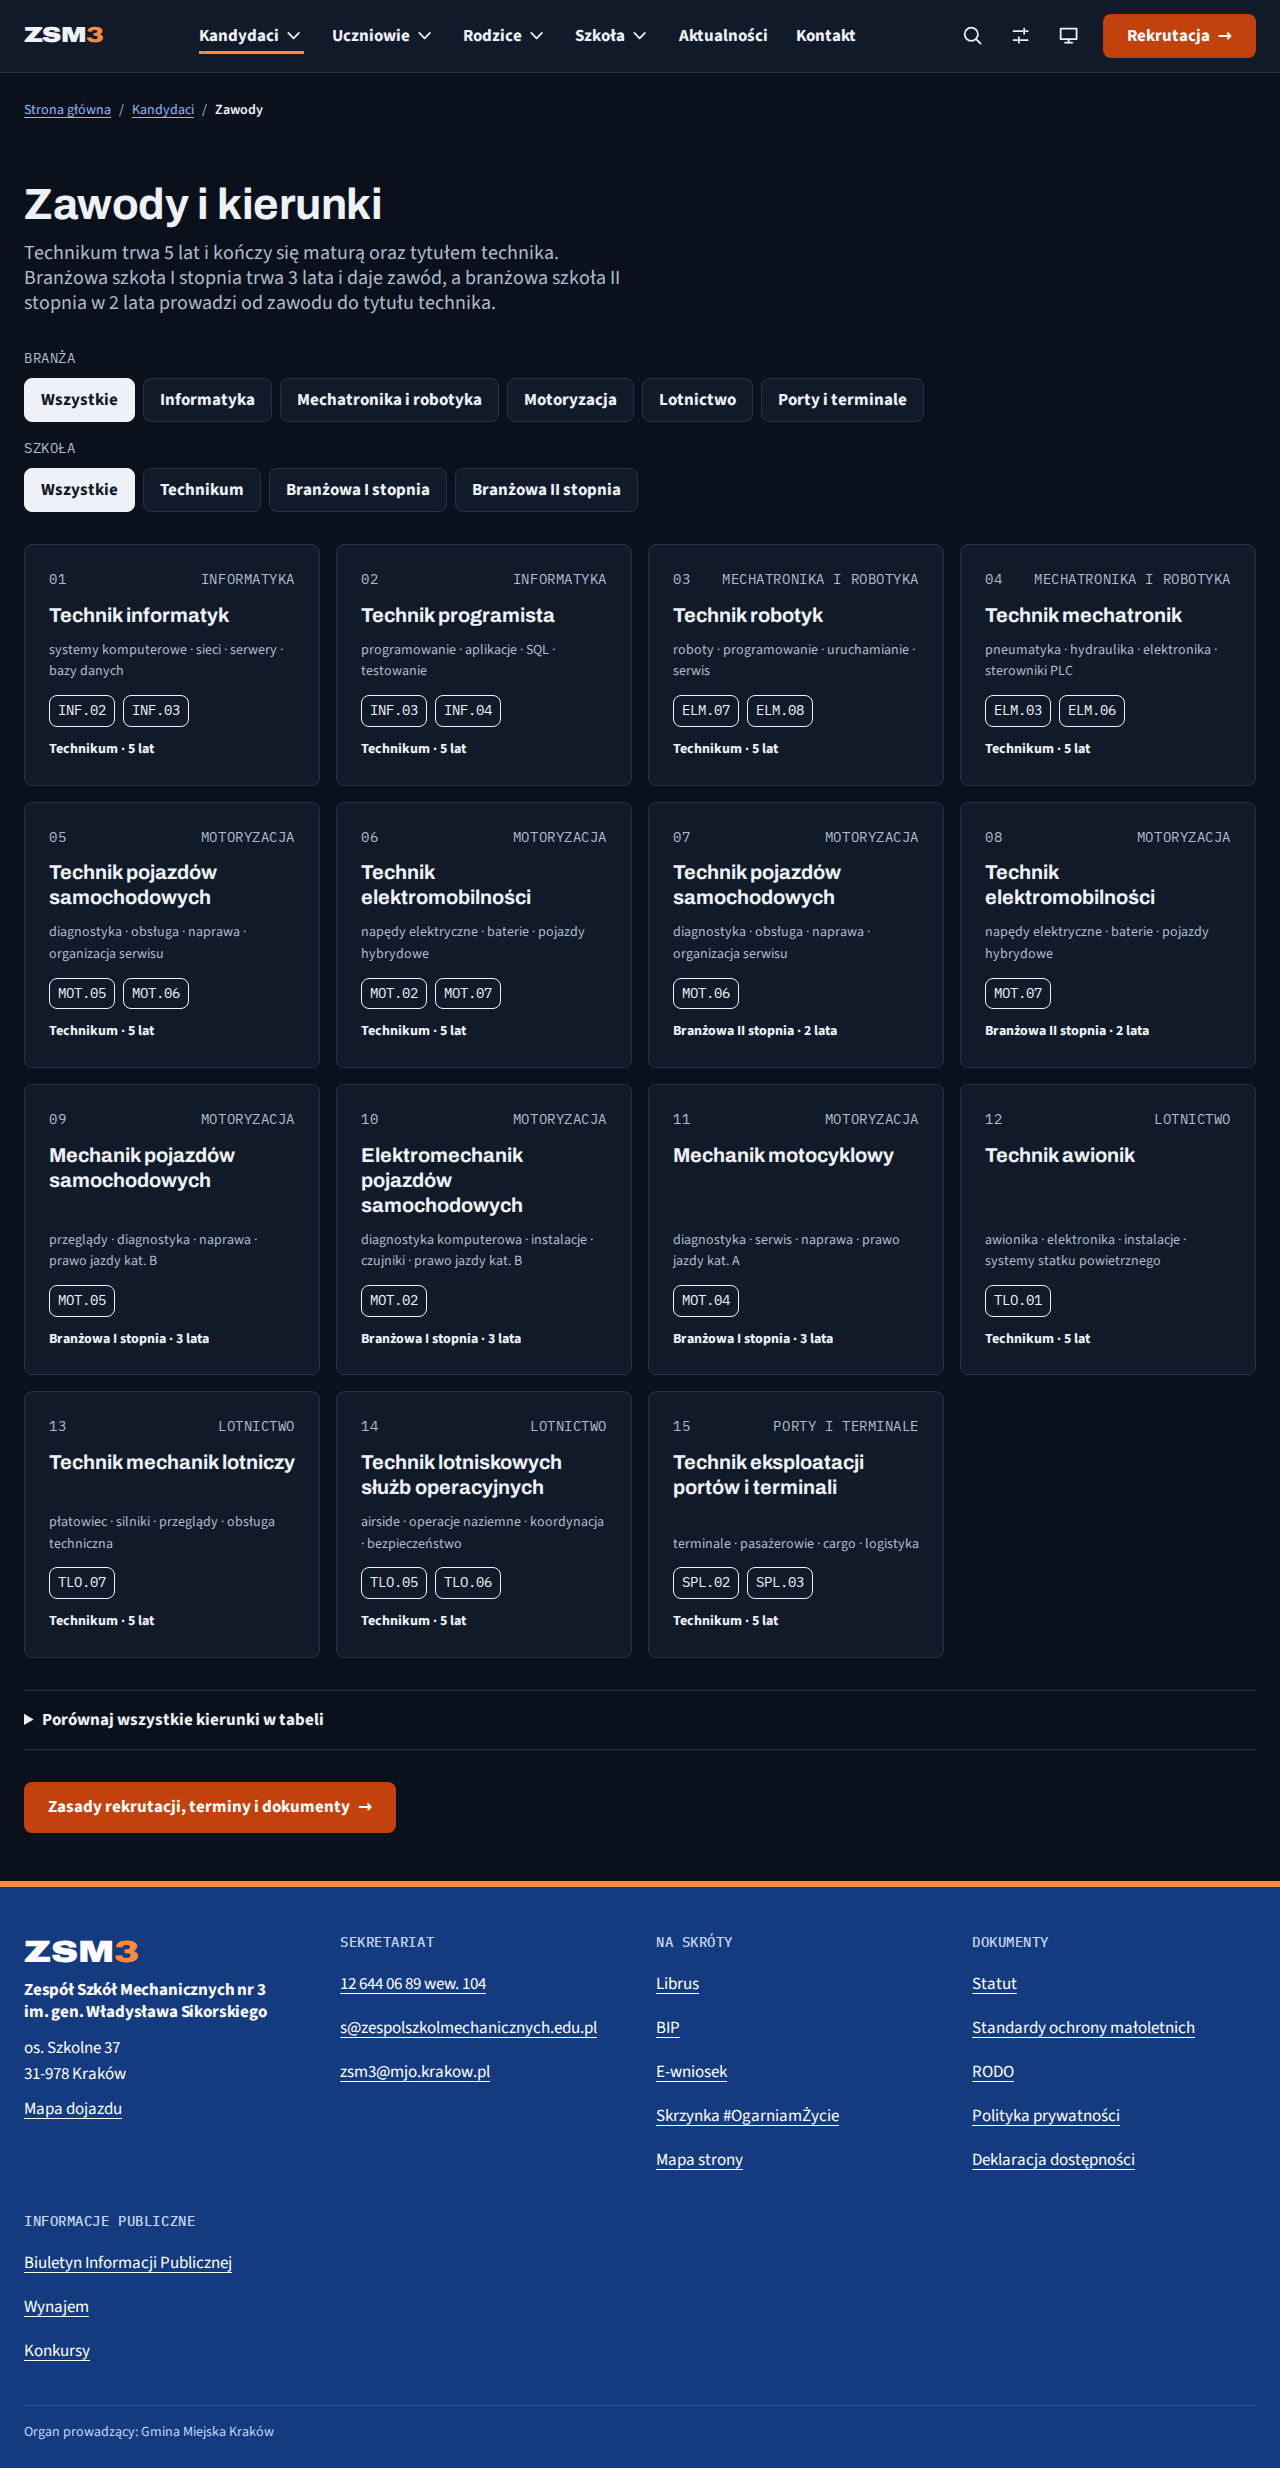 ZSM3
Kandydaci
Uczniowie
Rodzice
Szkoła
Aktualności
Kontakt
Rekrutacja →
Strona główna / Kandydaci / Zawody
Zawody i kierunki
Technikum trwa 5 lat i kończy się maturą oraz tytułem technika.
Branżowa szkoła I stopnia trwa 3 lata i daje zawód, a branżowa szkoła II
stopnia w 2 lata prowadzi od zawodu do tytułu technika.
BRANŻA
Wszystkie
Informatyka
Mechatronika i robotyka
Motoryzacja
Lotnictwo
Porty i terminale
SZKOŁA
Wszystkie
Technikum
Branżowa I stopnia
Branżowa II stopnia
01 INFORMATYKA
Technik informatyk
systemy komputerowe · sieci · serwery ·
bazy danych
INF.02 INF.03
Technikum · 5 lat
02 INFORMATYKA
Technik programista
programowanie · aplikacje · SQL ·
testowanie
INF.03 INF.04
Technikum · 5 lat
03 MECHATRONIKA I ROBOTYKA
Technik robotyk
roboty · programowanie · uruchamianie ·
serwis
ELM.07 ELM.08
Technikum · 5 lat
04 MECHATRONIKA I ROBOTYKA
Technik mechatronik
pneumatyka · hydraulika · elektronika ·
sterowniki PLC
ELM.03 ELM.06
Technikum · 5 lat
05 MOTORYZACJA
Technik pojazdów
samochodowych
diagnostyka · obsługa · naprawa ·
organizacja serwisu
MOT.05 MOT.06
Technikum · 5 lat
06 MOTORYZACJA
Technik
elektromobilności
napędy elektryczne · baterie · pojazdy
hybrydowe
MOT.02 MOT.07
Technikum · 5 lat
07 MOTORYZACJA
Technik pojazdów
samochodowych
diagnostyka · obsługa · naprawa ·
organizacja serwisu
MOT.06
Branżowa II stopnia · 2 lata
08 MOTORYZACJA
Technik
elektromobilności
napędy elektryczne · baterie · pojazdy
hybrydowe
MOT.07
Branżowa II stopnia · 2 lata
09 MOTORYZACJA
Mechanik pojazdów
samochodowych
przeglądy · diagnostyka · naprawa ·
prawo jazdy kat. B
MOT.05
Branżowa I stopnia · 3 lata
10 MOTORYZACJA
Elektromechanik
pojazdów
samochodowych
diagnostyka komputerowa · instalacje ·
czujniki · prawo jazdy kat. B
MOT.02
Branżowa I stopnia · 3 lata
11 MOTORYZACJA
Mechanik motocyklowy
diagnostyka · serwis · naprawa · prawo
jazdy kat. A
MOT.04
Branżowa I stopnia · 3 lata
12 LOTNICTWO
Technik awionik
awionika · elektronika · instalacje ·
systemy statku powietrznego
TLO.01
Technikum · 5 lat
13 LOTNICTWO
Technik mechanik lotniczy
płatowiec · silniki · przeglądy · obsługa
techniczna
TLO.07
Technikum · 5 lat
14 LOTNICTWO
Technik lotniskowych
służb operacyjnych
airside · operacje naziemne · koordynacja
· bezpieczeństwo
TLO.05 TLO.06
Technikum · 5 lat
15 PORTY I TERMINALE
Technik eksploatacji
portów i terminali
terminale · pasażerowie · cargo · logistyka
SPL.02 SPL.03
Technikum · 5 lat
Porównaj wszystkie kierunki w tabeli
Zasady rekrutacji, terminy i dokumenty →
ZSM3
Zespół Szkół Mechanicznych nr 3
im. gen. Władysława Sikorskiego
os. Szkolne 37
31-978 Kraków
Mapa dojazdu
SEKRETARIAT
12 644 06 89 wew. 104
s@zespolszkolmechanicznych.edu.pl
zsm3@mjo.krakow.pl
NA SKRÓTY
Librus
BIP
E-wniosek
Skrzynka #OgarniamŻycie
Mapa strony
DOKUMENTY
Statut
Standardy ochrony małoletnich
RODO
Polityka prywatności
Deklaracja dostępności
INFORMACJE PUBLICZNE
Biuletyn Informacji Publicznej
Wynajem
Konkursy
Organ prowadzący: Gmina Miejska Kraków